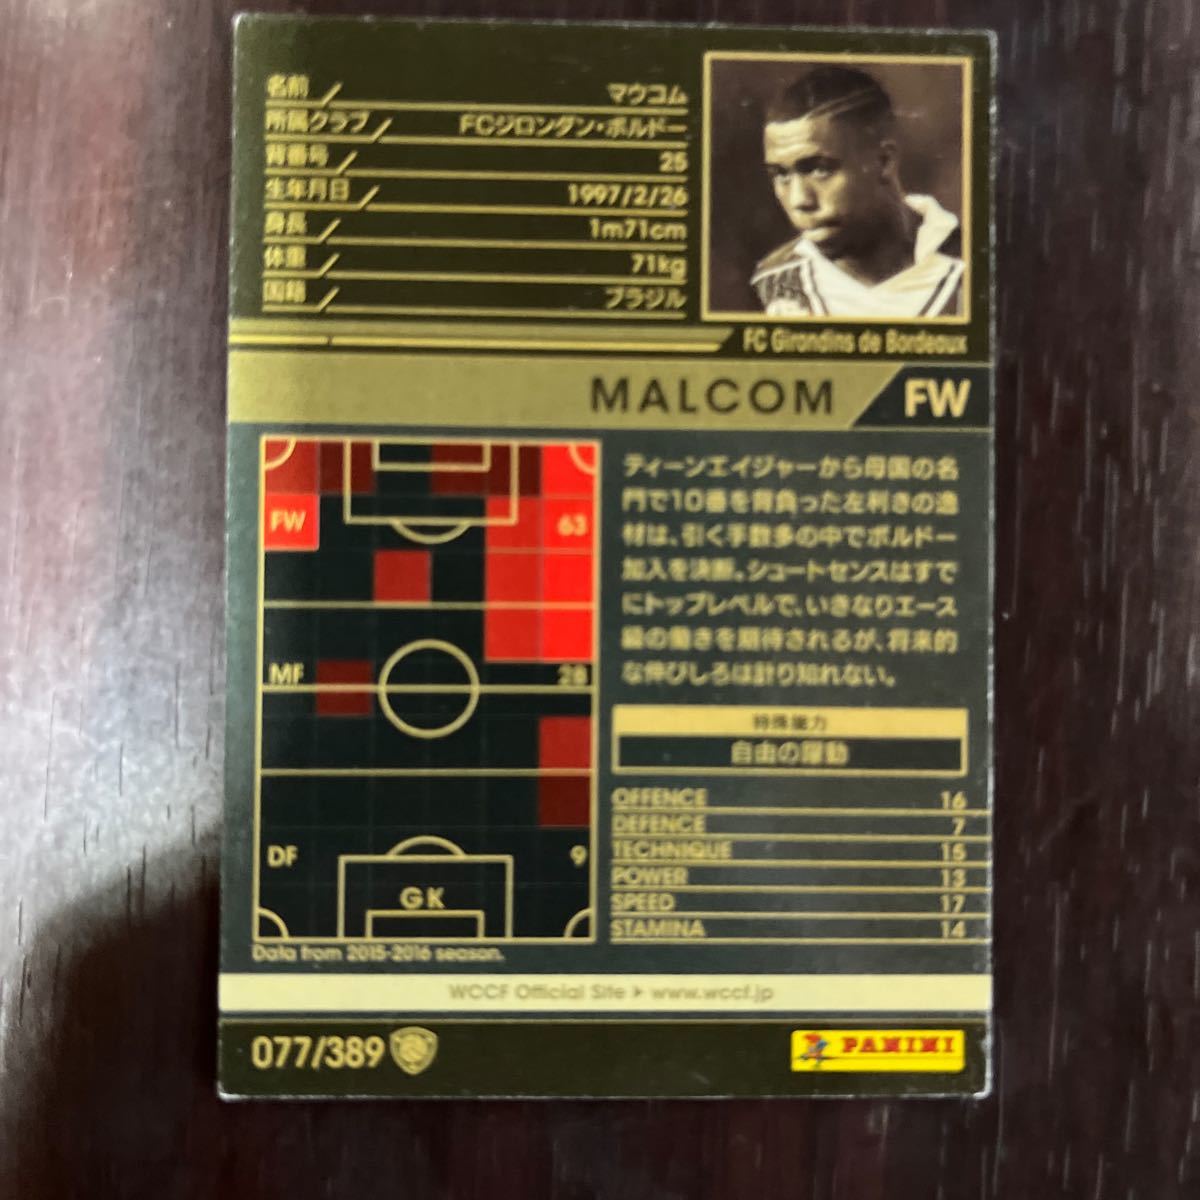 名前 マウコム
所属クラブ FCジロンダン・ボルドー
背番号 25
生年月日 1997/2/26
身長 1m71cm
体重 71kg
国籍 ブラジル
FC Girondins de Bordeaux
MALCOM FW
FW 63
MF 28
DF 9
GK
Data from 2015-2016 season.
ティーンエイジャーから母国の名
門で10番を背負った左利きの逸
材は、引く手数多の中でボルドー
加入を決断。シュートセンスはすで
にトップレベルで、いきなりエース
級の働きを期待されるが、将来的
な伸びしろは計り知れない。
特殊能力
自由の躍動
OFFENCE 16
DEFENCE 7
TECHNIQUE 15
POWER 13
SPEED 17
STAMINA 14
WCCF Official Site ▶ www.wccf.jp
077/389
PANINI